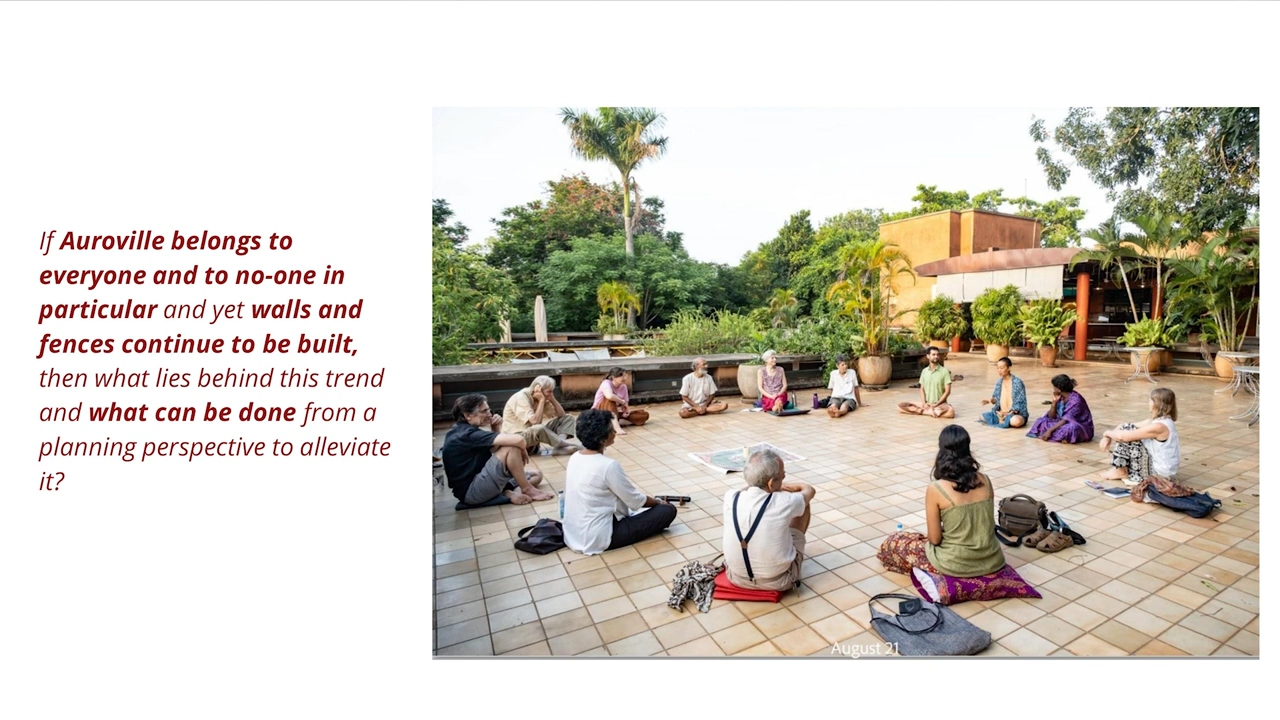 If Auroville belongs to
everyone and to no-one in
particular and yet walls and
fences continue to be built,
then what lies behind this trend
and what can be done from a
planning perspective to alleviate
it?
August 21